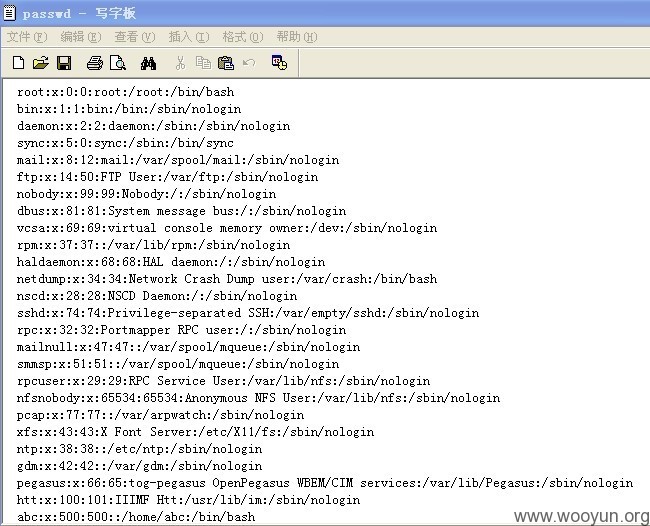 passwd - 写字板
文件(F) 编辑(E) 查看(V) 插入(I) 格式(O) 帮助(H)
root:x:0:0:root:/root:/bin/bash
bin:x:1:1:bin:/bin:/sbin/nologin
daemon:x:2:2:daemon:/sbin:/sbin/nologin
sync:x:5:0:sync:/sbin:/bin/sync
mail:x:8:12:mail:/var/spool/mail:/sbin/nologin
ftp:x:14:50:FTP User:/var/ftp:/sbin/nologin
nobody:x:99:99:Nobody:/:/sbin/nologin
dbus:x:81:81:System message bus:/:/sbin/nologin
vcsa:x:69:69:virtual console memory owner:/dev:/sbin/nologin
rpm:x:37:37::/var/lib/rpm:/sbin/nologin
haldaemon:x:68:68:HAL daemon:/:/sbin/nologin
netdump:x:34:34:Network Crash Dump user:/var/crash:/bin/bash
nscd:x:28:28:NSCD Daemon:/:/sbin/nologin
sshd:x:74:74:Privilege-separated SSH:/var/empty/sshd:/sbin/nologin
rpc:x:32:32:Portmapper RPC user:/:/sbin/nologin
mailnull:x:47:47::/var/spool/mqueue:/sbin/nologin
smmsp:x:51:51::/var/spool/mqueue:/sbin/nologin
rpcuser:x:29:29:RPC Service User:/var/lib/nfs:/sbin/nologin
nfsnobody:x:65534:65534:Anonymous NFS User:/var/lib/nfs:/sbin/nologin
pcap:x:77:77::/var/arpwatch:/sbin/nologin
xfs:x:43:43:X Font Server:/etc/X11/fs:/sbin/nologin
ntp:x:38:38::/etc/ntp:/sbin/nologin
gdm:x:42:42::/var/gdm:/sbin/nologin
pegasus:x:66:65:tog-pegasus OpenPegasus WBEM/CIM services:/var/lib/Pegasus:/sbin/nologin
htt:x:100:101:IIIMF Htt:/usr/lib/im:/sbin/nologin
abc:x:500:500::/home/abc:/bin/bash
www.wooyun.org